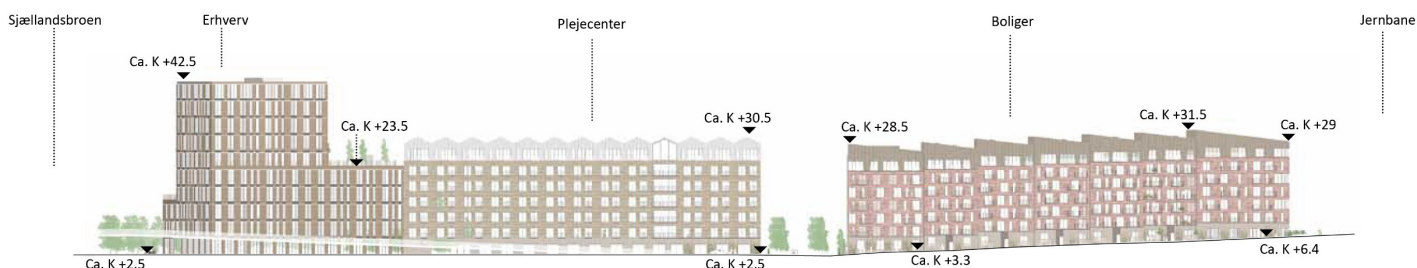 Sjællandsbroen
Erhverv
Plejecenter
Boliger
Jernbane
Ca. K +42.5
Ca. K +23.5
Ca. K +30.5
Ca. K +28.5
Ca. K +31.5
Ca. K +29
Ca. K +2.5
Ca. K +2.5
Ca. K +3.3
Ca. K +6.4